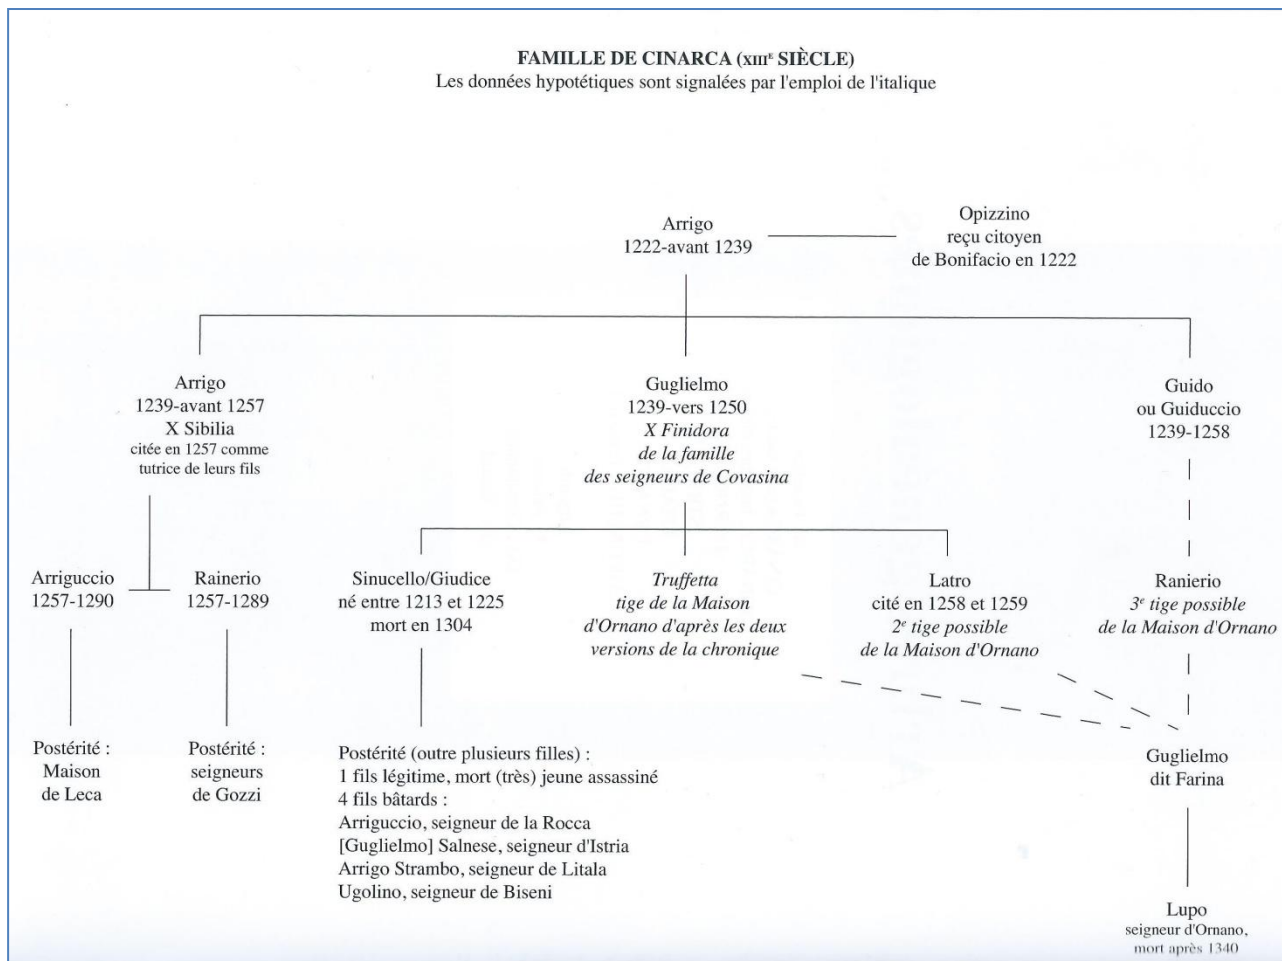 FAMILLE DE CINARCA (XIIIᴱ SIÈCLE)
Les données hypotétiques sont signalées par l'emploi de l'italique
Arrigo
1222-avant 1239
Opizzino
reçu citoyen
de Bonifacio en 1222
Arrigo
1239-avant 1257
X Sibilia
citée en 1257 comme
tutrice de leurs fils
Guglielmo
1239-vers 1250
X Finidora
de la famille
des seigneurs de Covasina
Guido
ou Guiduccio
1239-1258
Arriguccio
1257-1290
Rainerio
1257-1289
Sinucello/Giudice
né entre 1213 et 1225
mort en 1304
Truffetta
tige de la Maison
d'Ornano d'après les deux
versions de la chronique
Latro
cité en 1258 et 1259
2ᵉ tige possible
de la Maison d'Ornano
Ranierio
3ᵉ tige possible
de la Maison d'Ornano
Postérité :
Maison
de Leca
Postérité :
seigneurs
de Gozzi
Postérité (outre plusieurs filles) :
1 fils légitime, mort (très) jeune assassiné
4 fils bâtards :
Arriguccio, seigneur de la Rocca
[Guglielmo] Salnese, seigneur d'Istria
Arrigo Strambo, seigneur de Litala
Ugolino, seigneur de Biseni
Guglielmo
dit Farina
Lupo
seigneur d'Ornano,
mort après 1340